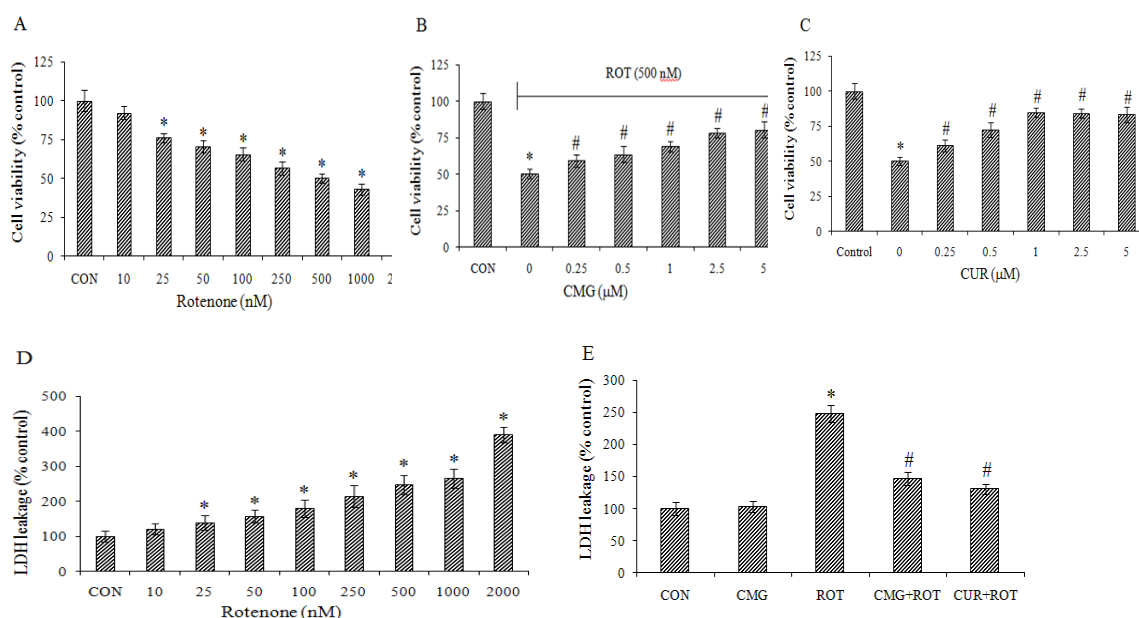 A
Cell viability (% control)
125
100
75
50
25
0
* * * * * * 
CON 10 25 50 100 250 500 1000 2
Rotenone (nM)
B
Cell viability (% control)
125
100
75
50
25
0
ROT (500 nM)
* # # # # #
CON 0 0.25 0.5 1 2.5 5
CMG (μM)
C
Cell viability (% control)
125
100
75
50
25
0
* # # # # #
Control 0 0.25 0.5 1 2.5 5
CUR (μM)
D
LDH leakage (% control)
500
400
300
200
100
0
* * * * * * *
CON 10 25 50 100 250 500 1000 2000
Rotenone (nM)
E
LDH leakage (% control)
300
250
200
150
100
50
0
* # #
CON CMG ROT CMG+ROT CUR+ROT